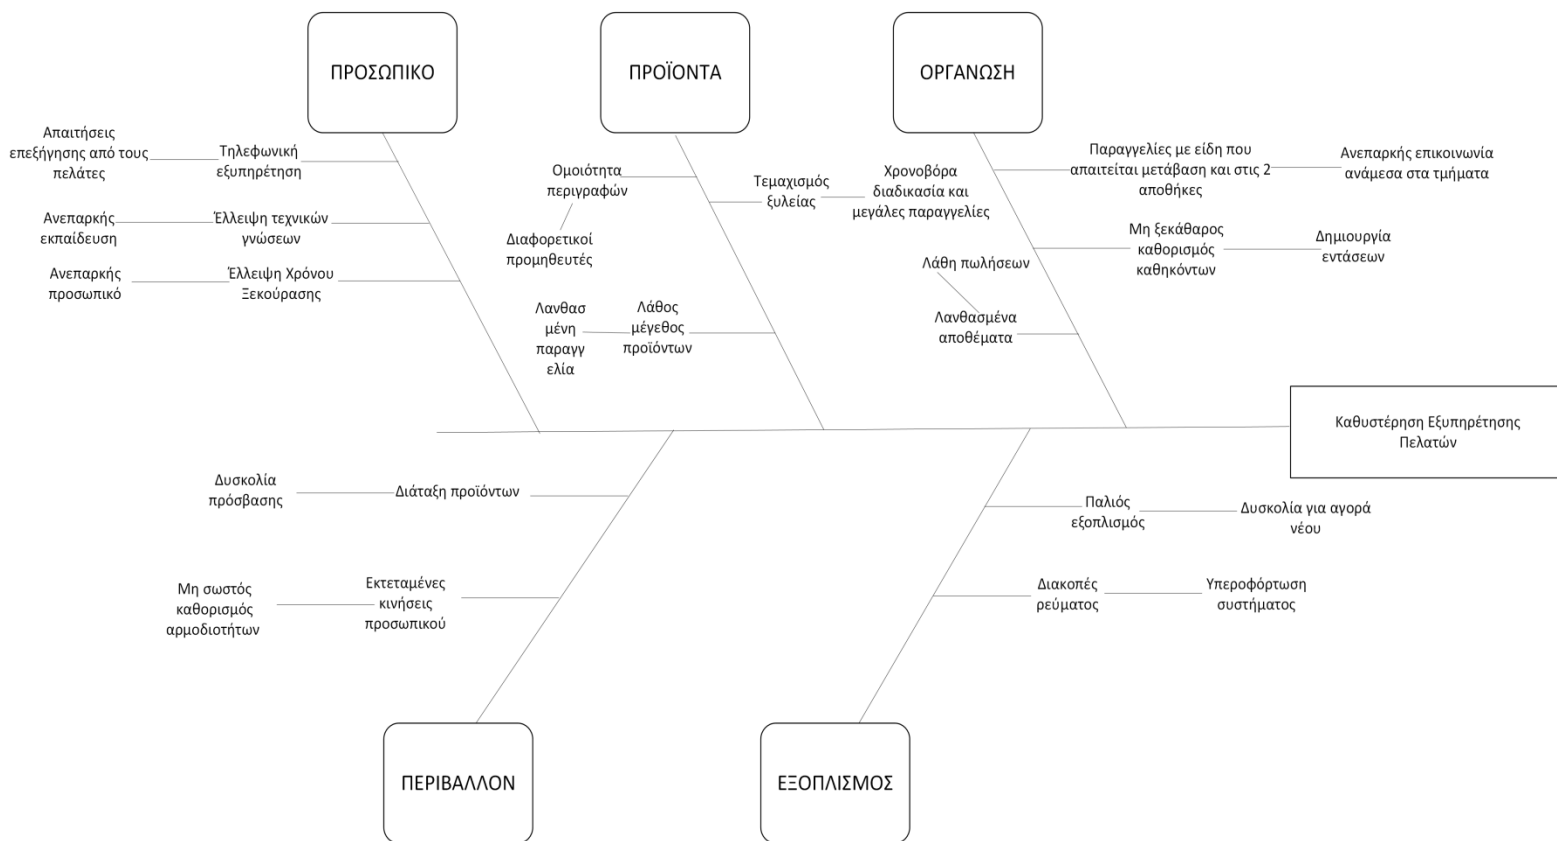 ΠΡΟΣΩΠΙΚΟ
ΠΡΟΪΟΝΤΑ
ΟΡΓΑΝΩΣΗ
Απαιτήσεις
επεξήγησης από τους
πελάτες
Τηλεφωνική
εξυπηρέτηση
Ανεπαρκής
εκπαίδευση
Έλλειψη τεχνικών
γνώσεων
Ανεπαρκής
προσωπικό
Έλλειψη Χρόνου
Ξεκούρασης
Ομοιότητα
περιγραφών
Διαφορετικοί
προμηθευτές
Τεμαχισμός
ξυλείας
Χρονοβόρα
διαδικασία και
μεγάλες παραγγελίες
Λανθασ
μένη
παραγγ
ελία
Λάθος
μέγεθος
προϊόντων
Παραγγελίες με είδη που
απαιτείται μετάβαση και στις 2
αποθήκες
Ανεπαρκής επικοινωνία
ανάμεσα στα τμήματα
Μη ξεκάθαρος
καθορισμός
καθηκόντων
Δημιουργία
εντάσεων
Λάθη πωλήσεων
Λανθασμένα
αποθέματα
Καθυστέρηση Εξυπηρέτησης
Πελατών
Δυσκολία
πρόσβασης
Διάταξη προϊόντων
Μη σωστός
καθορισμός
αρμοδιοτήτων
Εκτεταμένες
κινήσεις
προσωπικού
Παλιός
εξοπλισμός
Δυσκολία για αγορά
νέου
Διακοπές
ρεύματος
Υπεροφόρτωση
συστήματος
ΠΕΡΙΒΑΛΛΟΝ
ΕΞΟΠΛΙΣΜΟΣ